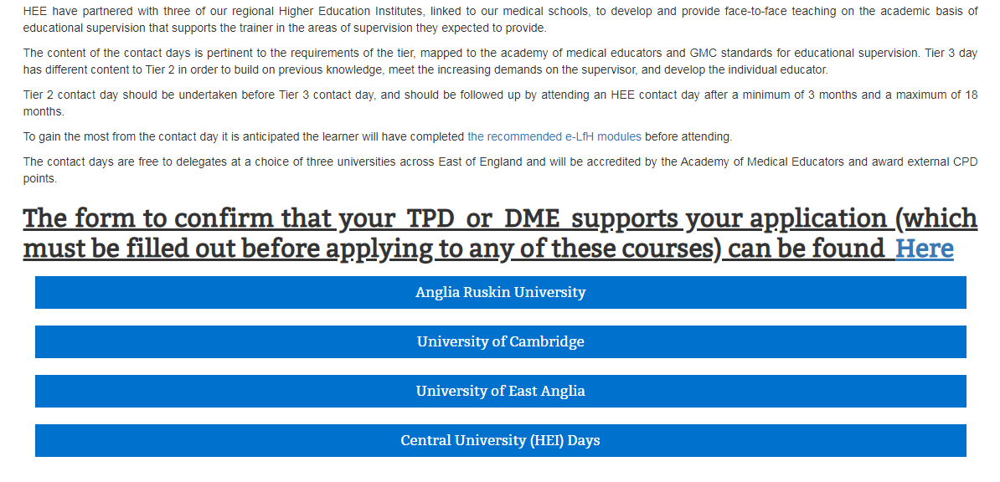 HEE have partnered with three of our regional Higher Education Institutes, linked to our medical schools, to develop and provide face-to-face teaching on the academic basis of
educational supervision that supports the trainer in the areas of supervision they expected to provide.
The content of the contact days is pertinent to the requirements of the tier, mapped to the academy of medical educators and GMC standards for educational supervision. Tier 3 day
has different content to Tier 2 in order to build on previous knowledge, meet the increasing demands on the supervisor, and develop the individual educator.
Tier 2 contact day should be undertaken before Tier 3 contact day, and should be followed up by attending an HEE contact day after a minimum of 3 months and a maximum of 18
months.
To gain the most from the contact day it is anticipated the learner will have completed the recommended e-LfH modules before attending.
The contact days are free to delegates at a choice of three universities across East of England and will be accredited by the Academy of Medical Educators and award external CPD
points.
The form to confirm that your TPD or DME supports your application (which
must be filled out before applying to any of these courses) can be found Here
Anglia Ruskin University
University of Cambridge
University of East Anglia
Central University (HEI) Days